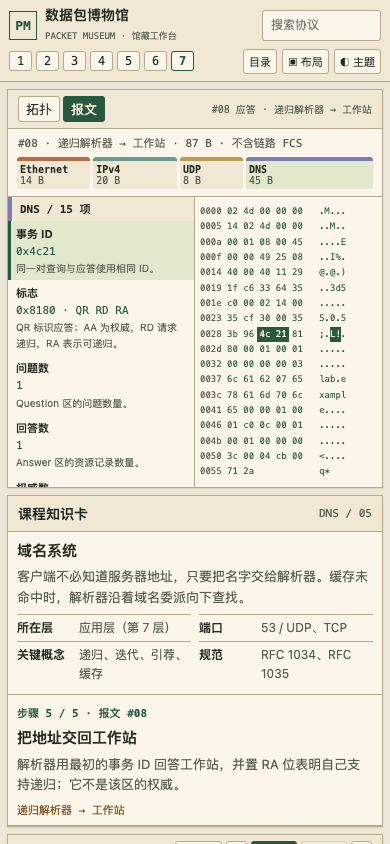 PM
数据包博物馆
PACKET MUSEUM · 馆藏工作台
搜索协议
1 2 3 4 5 6 7
目录 ▣ 布局 ◐ 主题
拓扑 报文 #08 应答 · 递归解析器 → 工作站
#08 · 递归解析器 → 工作站 · 87 B · 不含链路 FCS
Ethernet IPv4 UDP DNS
14 B 20 B 8 B 45 B
DNS / 15 项
事务 ID
0x4c21
同一对查询与应答使用相同 ID。
标志
0x8180 · QR RD RA
QR 标识应答；AA 为权威，RD 请求
递归，RA 表示可递归。
问题数
1
Question 区的问题数量。
回答数
1
Answer 区的资源记录数量。
权威数
0000 02 4d 00 00 00 .M...
0005 14 02 4d 00 00 ..M..
000a 00 01 08 00 45 ....E
000f 00 00 49 25 08 ..I%.
0014 40 00 40 11 29 @.@.)
0019 1f c6 33 64 35 ..3d5
001e c0 00 02 14 00 .....
0023 35 cf 30 00 35 5.0.5
0028 3b 96 4c 21 81 ;.L!.
002d 80 00 01 00 01 .....
0032 00 00 00 00 03 .....
0037 6c 61 62 07 65 lab.e
003c 78 61 6d 70 6c xampl
0041 65 00 00 01 00 e....
0046 01 c0 0c 00 01 .....
004b 00 01 00 00 00 .....
0050 3c 00 04 cb 00 <....
0055 71 2a q*
课程知识卡 DNS / 05
域名系统
客户端不必知道服务器地址，只要把名字交给解析器。缓存未
命中时，解析器沿着域名委派向下查找。
所在层 应用层（第 7 层） 端口 53 / UDP、TCP
关键概念 递归、迭代、引荐、 规范 RFC 1034、RFC
缓存 1035
步骤 5 / 5 · 报文 #08
把地址交回工作站
解析器用最初的事务 ID 回答工作站，并置 RA 位表明自己支
持递归；它不是该区的权威。
递归解析器 → 工作站